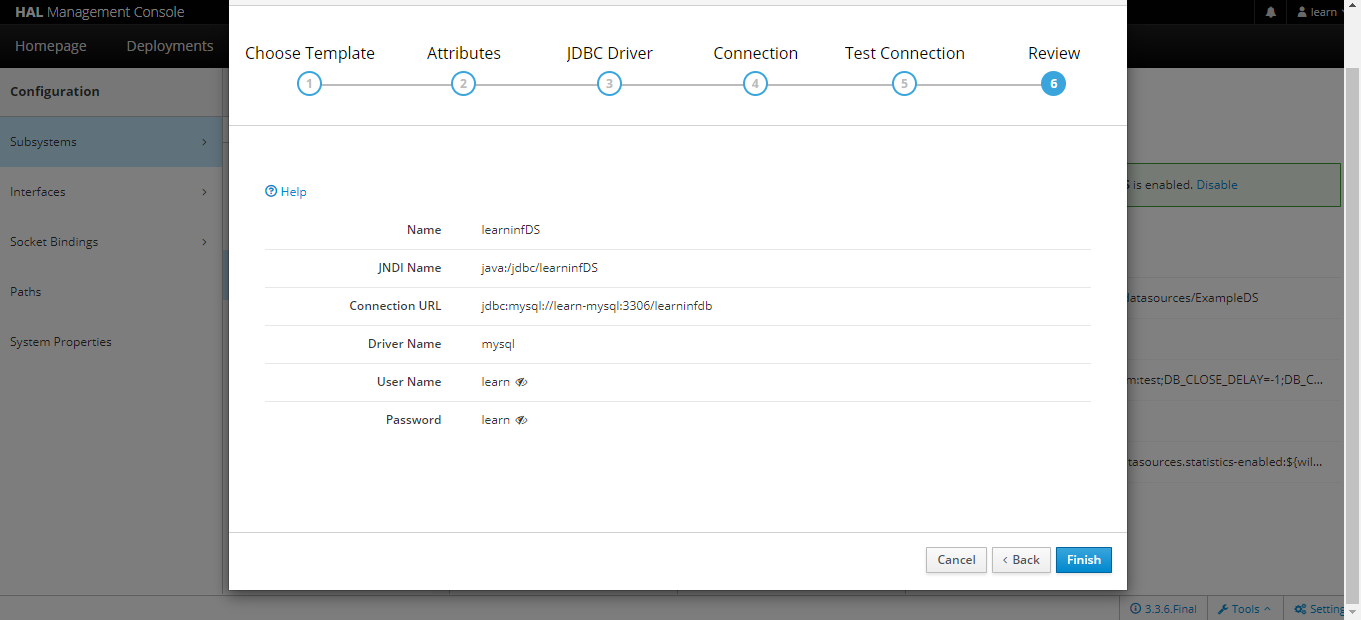 HAL Management Console
learn
Homepage Deployments
Choose Template Attributes JDBC Driver Connection Test Connection Review
1 2 3 4 5 6
Configuration
Subsystems
Interfaces
Socket Bindings
Paths
System Properties
Help
Name learninfDS
JNDI Name java:/jdbc/learninfDS
Connection URL jdbc:mysql://learn-mysql:3306/learninfdb
Driver Name mysql
User Name learn
Password learn
is enabled. Disable
datasources/ExampleDS
m:test;DB_CLOSE_DELAY=-1;DB_C...
tasources.statistics-enabled:${wil...
Cancel < Back Finish
3.3.6.Final Tools Setting